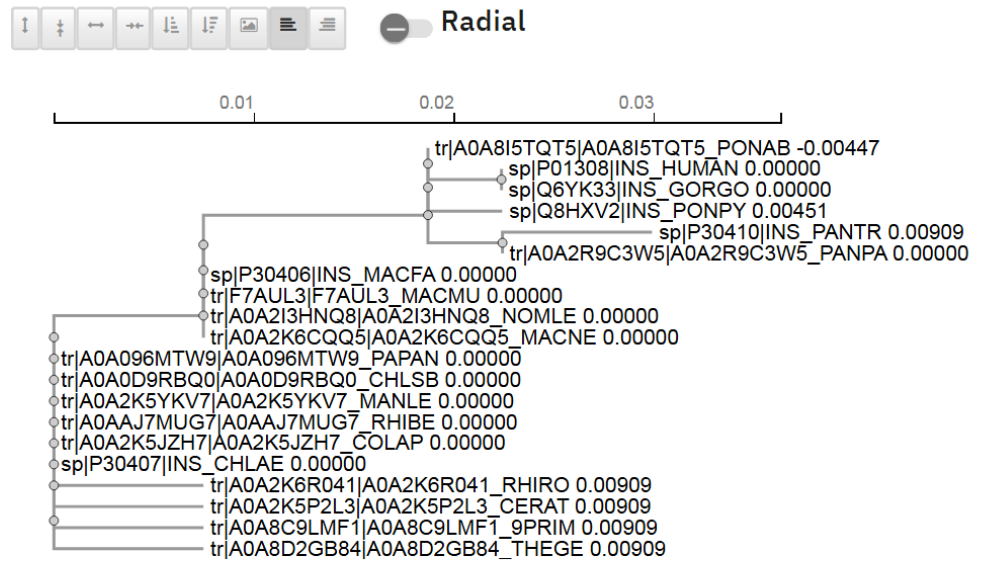 Radial
0.01 0.02 0.03
tr|A0A8I5TQT5|A0A8I5TQT5_PONAB -0.00447
sp|P01308|INS_HUMAN 0.00000
sp|Q6YK33|INS_GORGO 0.00000
sp|Q8HXV2|INS_PONPY 0.00451
sp|P30410|INS_PANTR 0.00909
tr|A0A2R9C3W5|A0A2R9C3W5_PANPA 0.00000
sp|P30406|INS_MACFA 0.00000
tr|F7AUL3|F7AUL3_MACMU 0.00000
tr|A0A2I3HNQ8|A0A2I3HNQ8_NOMLE 0.00000
tr|A0A2K6CQQ5|A0A2K6CQQ5_MACNE 0.00000
tr|A0A096MTW9|A0A096MTW9_PAPAN 0.00000
tr|A0A0D9RBQ0|A0A0D9RBQ0_CHLSB 0.00000
tr|A0A2K5YKV7|A0A2K5YKV7_MANLE 0.00000
tr|A0AAJ7MUG7|A0AAJ7MUG7_RHIBE 0.00000
tr|A0A2K5JZH7|A0A2K5JZH7_COLAP 0.00000
sp|P30407|INS_CHLAE 0.00000
tr|A0A2K6R041|A0A2K6R041_RHIRO 0.00909
tr|A0A2K5P2L3|A0A2K5P2L3_CERAT 0.00909
tr|A0A8C9LMF1|A0A8C9LMF1_9PRIM 0.00909
tr|A0A8D2GB84|A0A8D2GB84_THEGE 0.00909